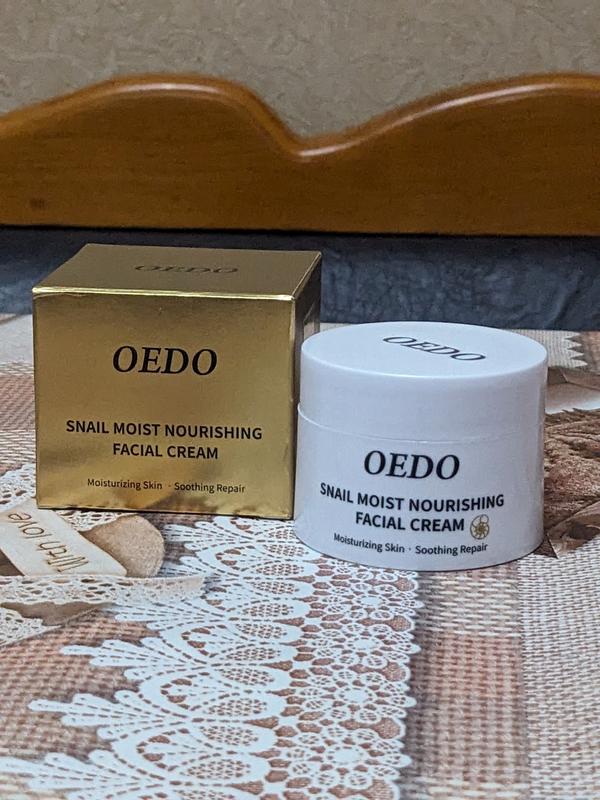 OEDO
OEDO
SNAIL MOIST NOURISHING
FACIAL CREAM
Moisturizing Skin · Soothing Repair
OEDO
OEDO
SNAIL MOIST NOURISHING
FACIAL CREAM
Moisturizing Skin · Soothing Repair
With love